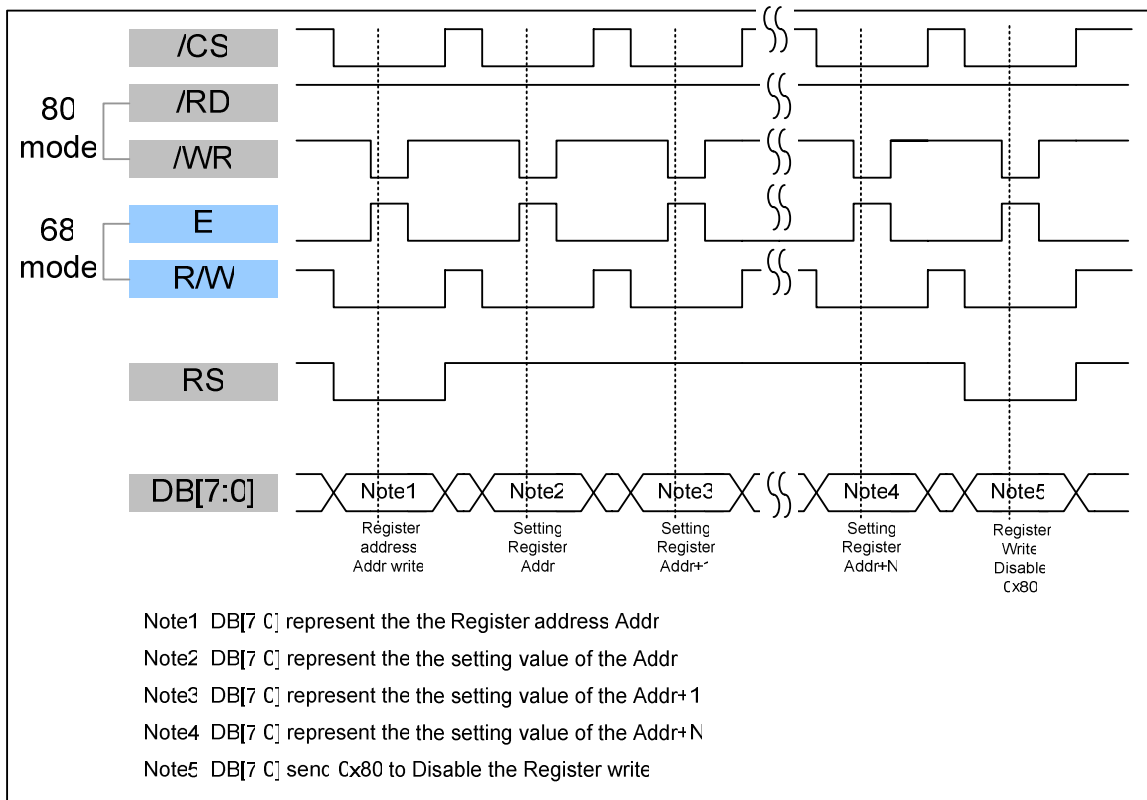 /CS
/RD
80
mode
/WR
E
68
mode
R/W
RS
DB[7:0]
Note1
Note2
Note3
Note4
Note5
Register
address
Addr write
Setting
Register
Addr
Setting
Register
Addr+1
Setting
Register
Addr+N
Register
Write
Disable
0x80
Note1 DB[7 0] represent the the Register address Addr
Note2 DB[7 0] represent the the setting value of the Addr
Note3 DB[7 0] represent the the setting value of the Addr+1
Note4 DB[7 0] represent the the setting value of the Addr+N
Note5 DB[7 0] send 0x80 to Disable the Register write